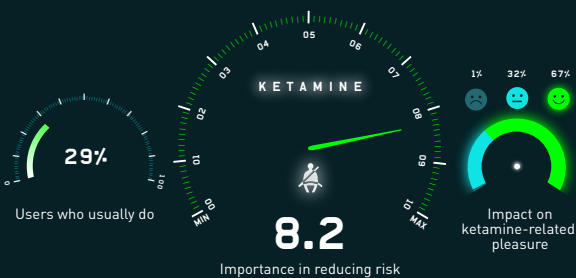 KETAMINE
00
01
02
03
04
05
06
07
08
09
10
MIN
MAX
8.2
Importance in reducing risk
0
100
29%
Users who usually do
1%
32%
67%
Impact on
ketamine-related
pleasure